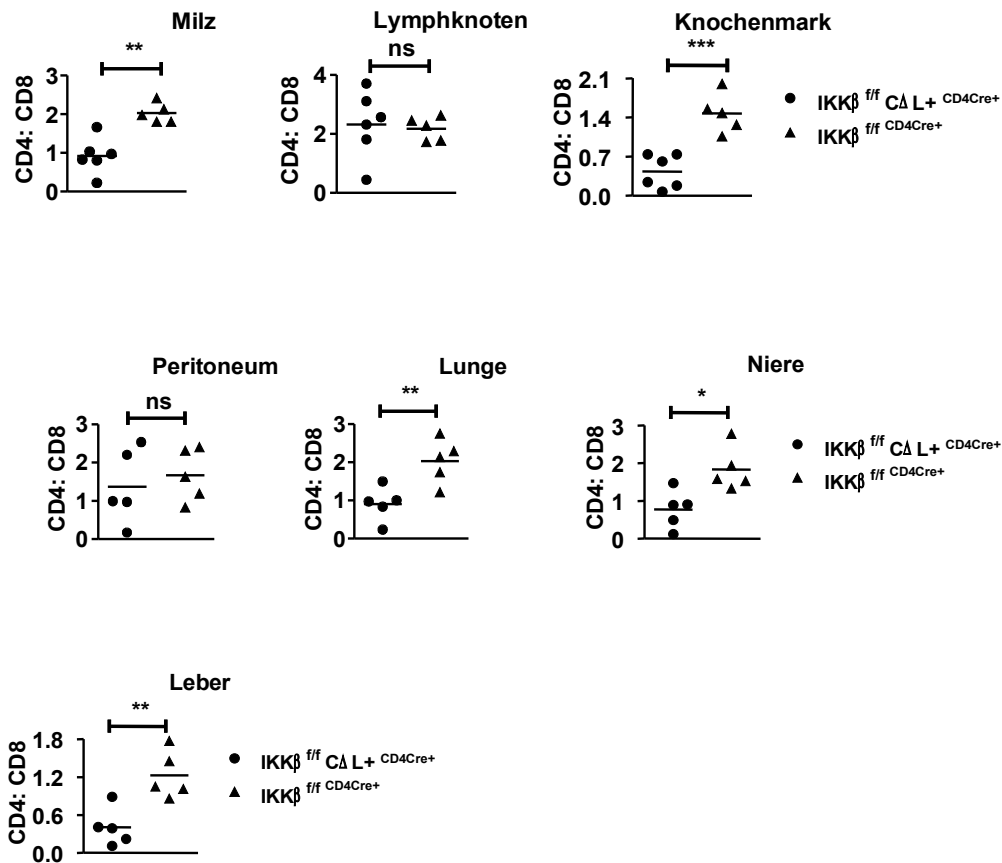 Milz
**
CD4: CD8
3
2
1
0
Lymphknoten
ns
CD4: CD8
4
2
0
Knochenmark
***
CD4: CD8
2.1
1.4
0.7
0.0
IKKβ f/f CΔ L+ CD4Cre+
IKKβ f/f CD4Cre+
Peritoneum
ns
CD4: CD8
3
2
1
0
Lunge
**
CD4: CD8
3
2
1
0
Niere
*
CD4: CD8
3
2
1
0
IKKβ f/f CΔ L+ CD4Cre+
IKKβ f/f CD4Cre+
Leber
**
CD4: CD8
1.8
1.2
0.6
0.0
IKKβ f/f CΔ L+ CD4Cre+
IKKβ f/f CD4Cre+